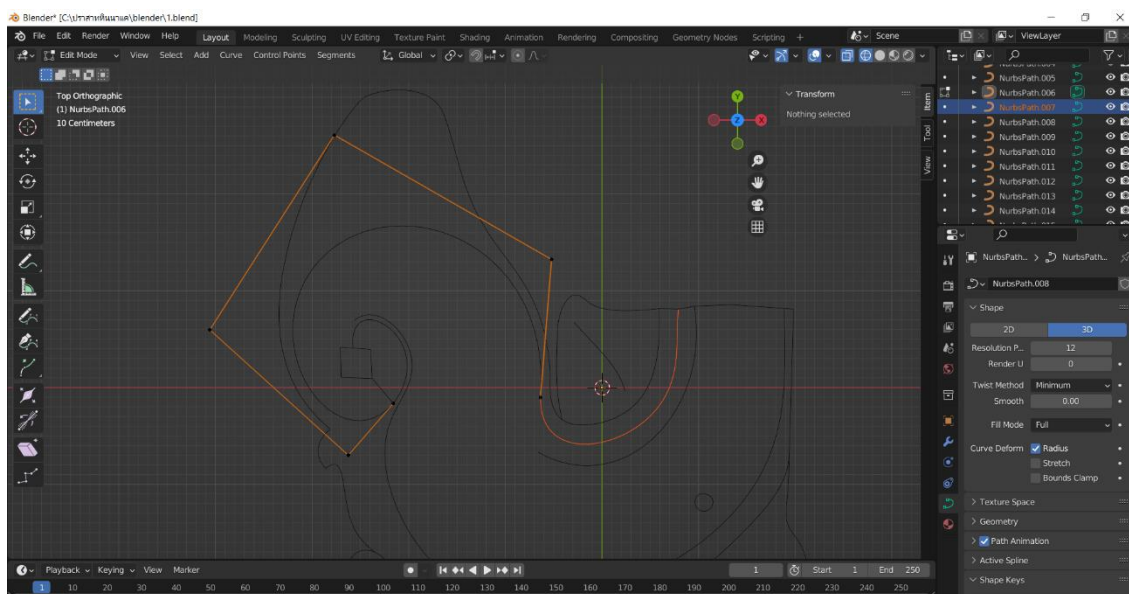 Blender* [C:\ปราสาทหินนาแค\blender\1.blend]
File Edit Render Window Help Layout Modeling Sculpting UV Editing Texture Paint Shading Animation Rendering Compositing Geometry Nodes Scripting + Scene ViewLayer
Edit Mode View Select Add Curve Control Points Segments Global
Top Orthographic
(1) NurbsPath.006
10 Centimeters
Transform
Nothing selected
Item
Tool
View
Y
Z X
NurbsPath.005
NurbsPath.006
NurbsPath.007
NurbsPath.008
NurbsPath.009
NurbsPath.010
NurbsPath.011
NurbsPath.012
NurbsPath.013
NurbsPath.014
NurbsPath... > NurbsPath...
NurbsPath.008
Shape
2D 3D
Resolution P... 12
Render U 0
Twist Method Minimum
Smooth 0.00
Fill Mode Full
Curve Deform Radius
Stretch
Bounds Clamp
Texture Space
Geometry
Path Animation
Active Spline
Shape Keys
Playback Keying View Marker 1 Start 1 End 250
1 10 20 30 40 50 60 70 80 90 100 110 120 130 140 150 160 170 180 190 200 210 220 230 240 250